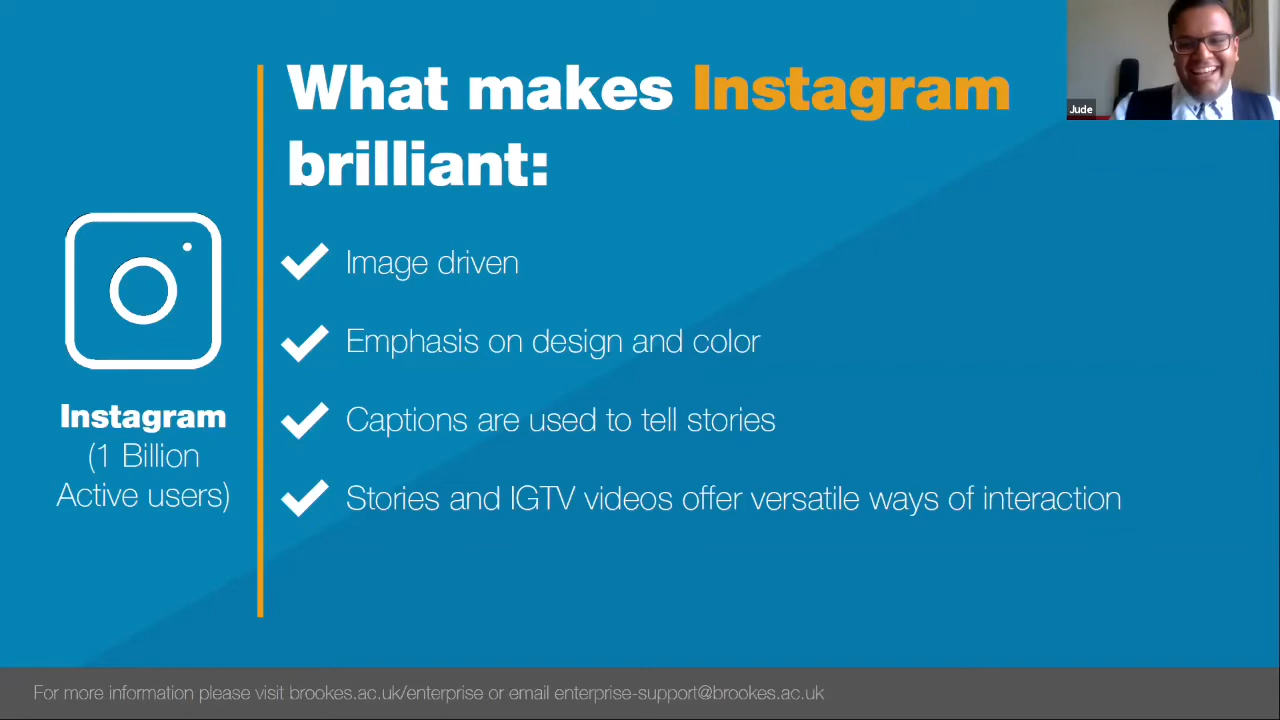 What makes Instagram
brilliant:
Jude
Image driven
Emphasis on design and color
Captions are used to tell stories
Stories and IGTV videos offer versatile ways of interaction
Instagram
(1 Billion
Active users)
For more information please visit brookes.ac.uk/enterprise or email enterprise-support@brookes.ac.uk